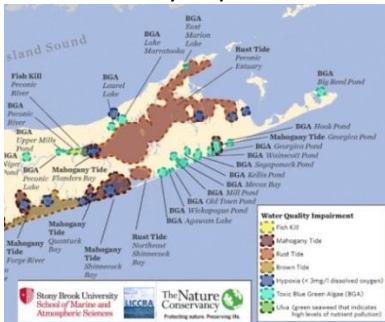 sland Sound
BGA
Lake
Marratooka
BGA
East
Marion
Lake
Rust Tide
Peconic
Estuary
Fish Kill
Peconic
River
BGA
Laurel
Lake
BGA
Big Reed Pond
BGA
Peconic
River
BGA
Upper Mills
Pond
BGA
Peconic
Lake
Mahogany
Tide
Flanders Bay
BGA Hook Pond
Mahogany Tide Georgica Pond
BGA Georgica Pond
BGA Wainscott Pond
BGA Sagaponack Pond
BGA Kellis Pond
BGA Mecox Bay
BGA Mill Pond
BGA Old Town Pond
BGA Wickapogue Pond
BGA Agawam Lake
Mahogany
Tide
Forge River
Mahogany
Tide
Quantuck
Bay
Mahogany
Tide
Shinnecock
Bay
Rust Tide
Northeast
Shinnecock
Bay
Water Quality Impairment
Fish Kill
Mahogany Tide
Rust Tide
Brown Tide
Hypoxia (< 3mg/l dissolved oxygen)
Toxic Blue Green Algae (BGA)
Ulva (green seaweed that indicates
high levels of nutrient pollution)
Stony Brook University
School of Marine and
Atmospheric Sciences
LICCRA
The Nature
Conservancy
Protecting nature. Preserving life.